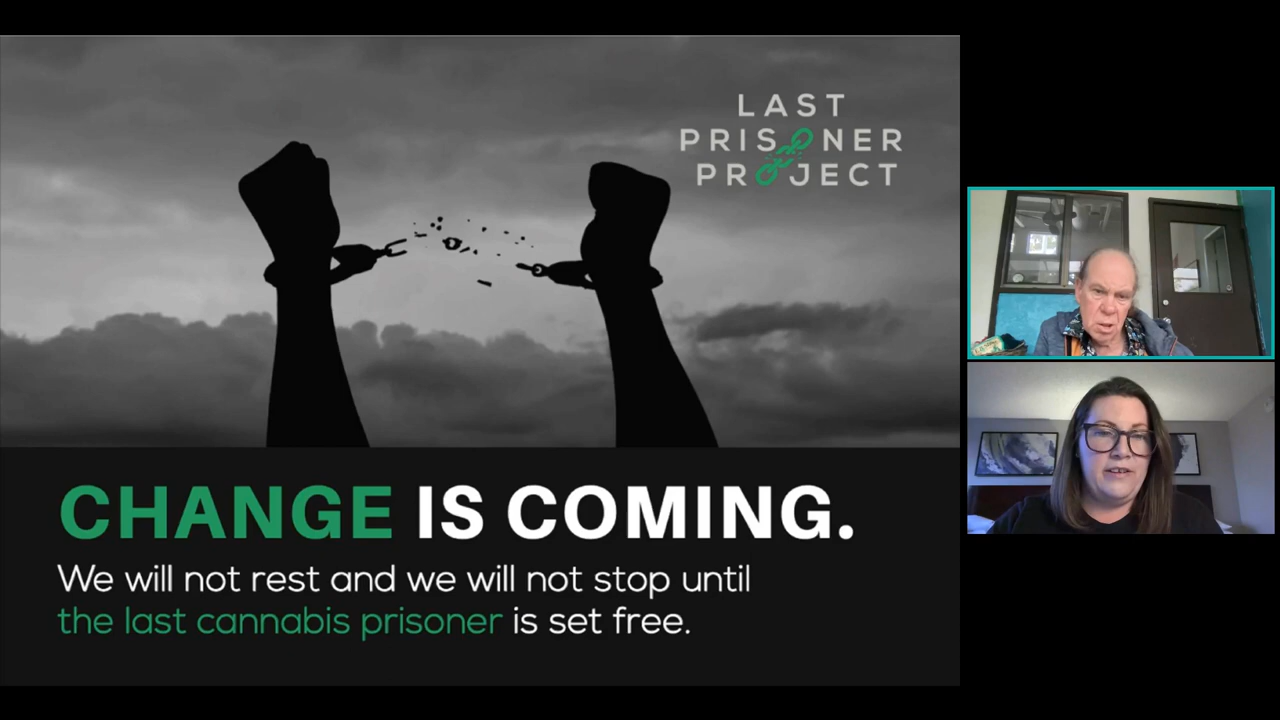 LAST
PRISONER
PROJECT
CHANGE IS COMING.
We will not rest and we will not stop until
the last cannabis prisoner is set free.